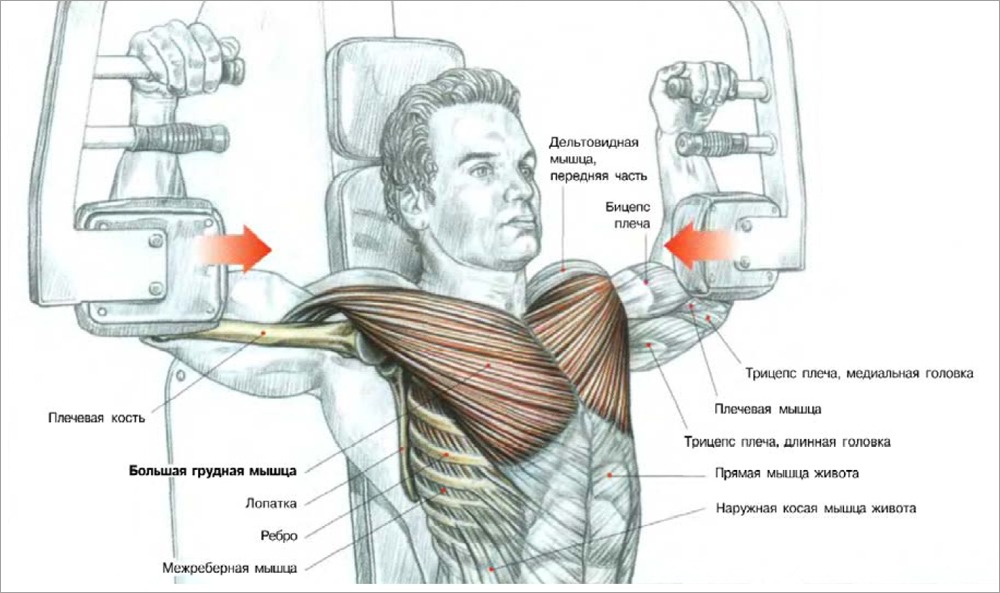 Дельтовидная
мышца,
передняя часть
Бицепс
плеча
Трицепс плеча, медиальная головка
Плечевая мышца
Трицепс плеча, длинная головка
Прямая мышца живота
Наружная косая мышца живота
Плечевая кость
Большая грудная мышца
Лопатка
Ребро
Межреберная мышца